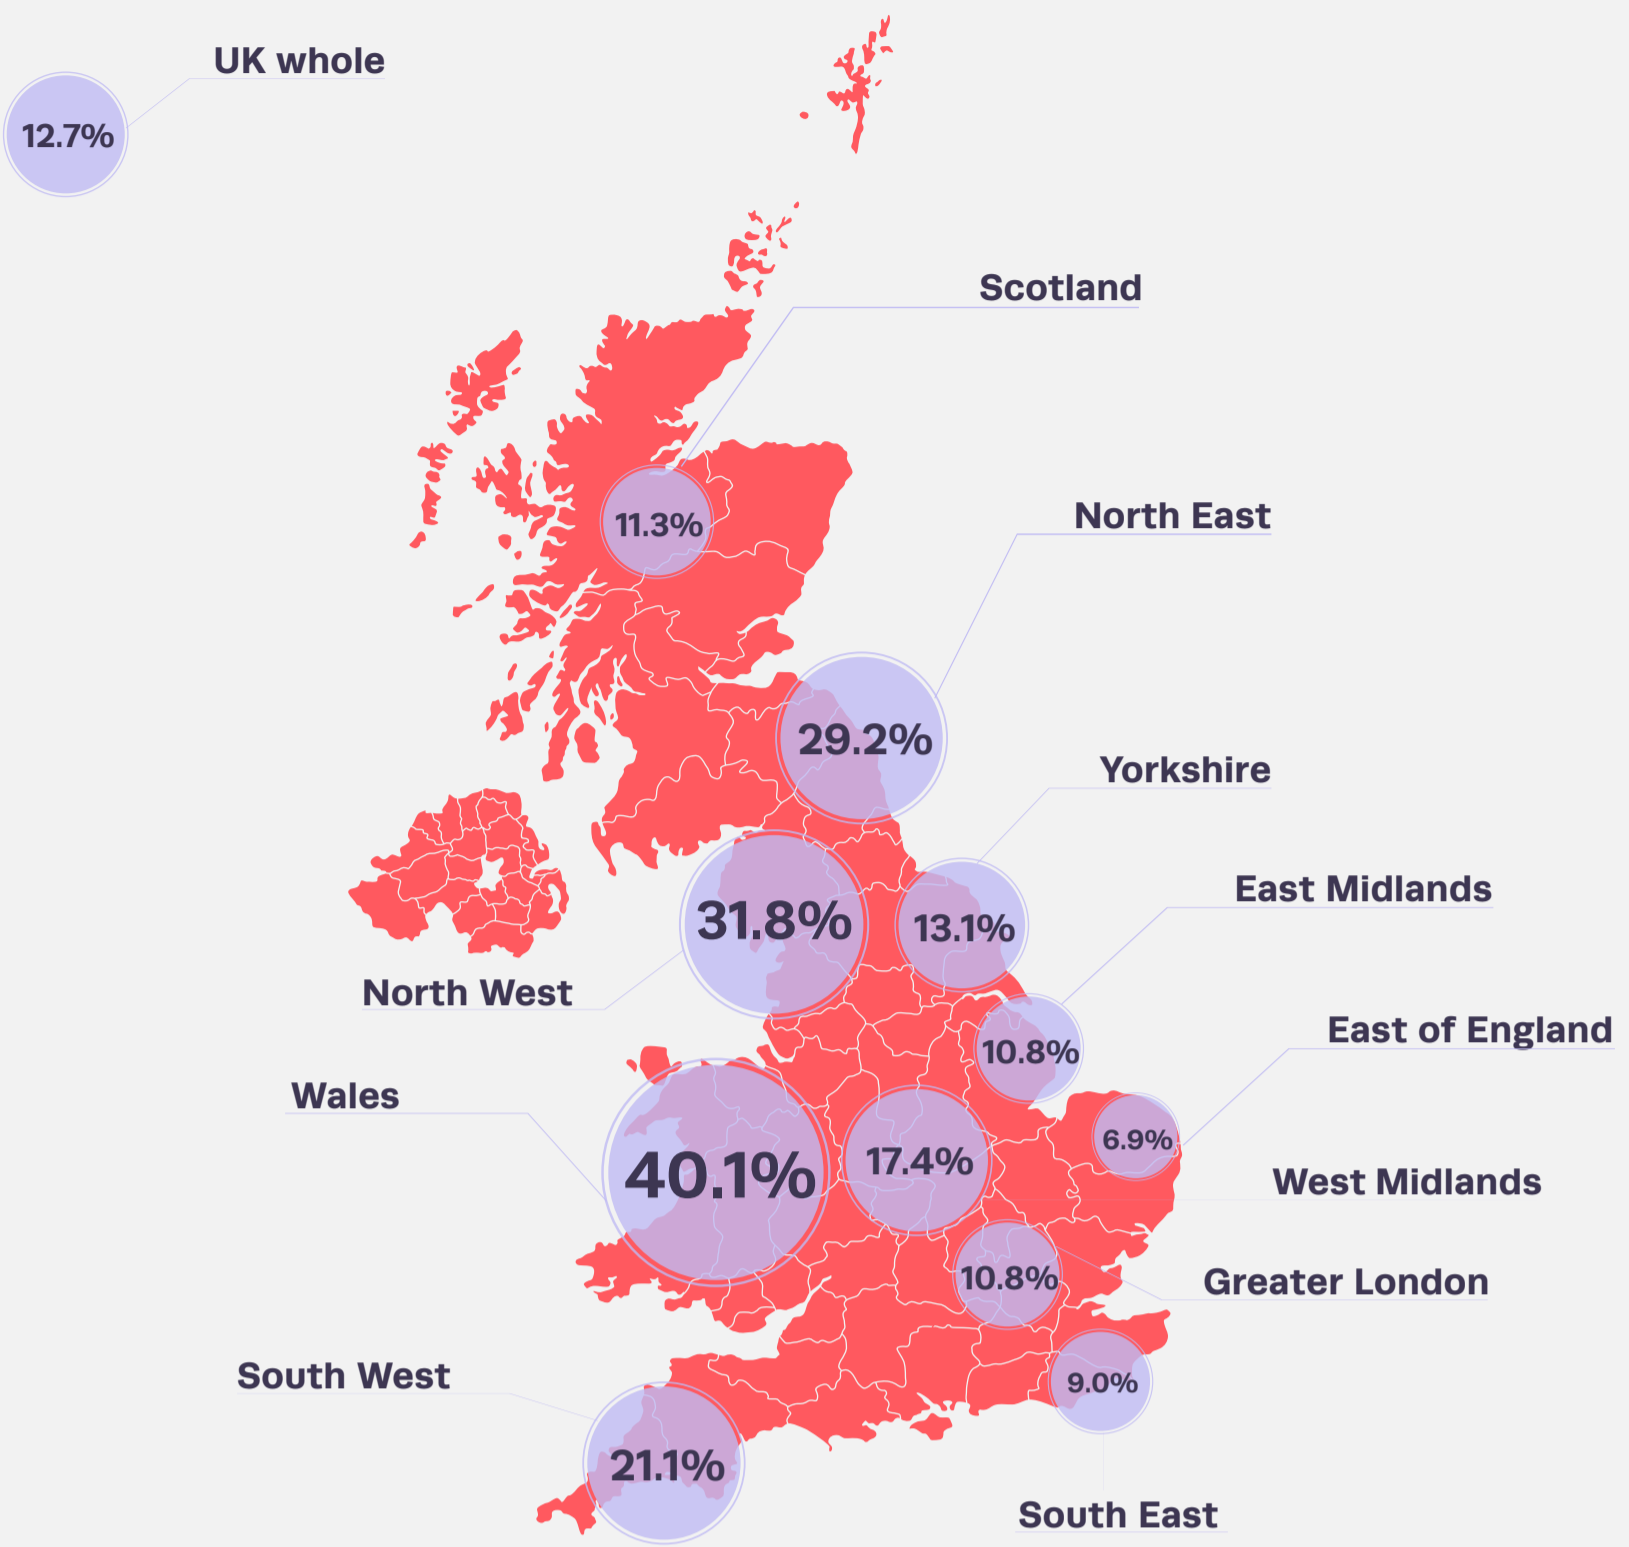 UK whole
12.7%
Scotland
11.3%
North East
29.2%
Yorkshire
13.1%
East Midlands
10.8%
North West
31.8%
East of England
6.9%
Wales
40.1%
West Midlands
17.4%
Greater London
10.8%
South West
21.1%
South East
9.0%